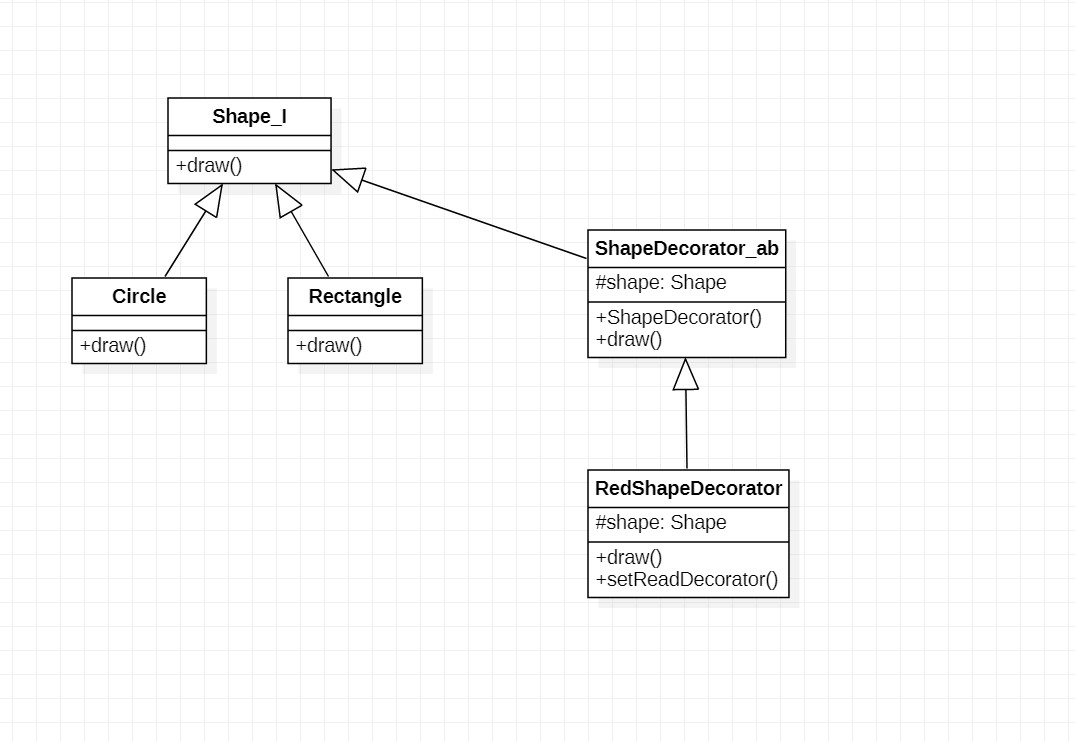 Shape_I
+draw()
Circle
+draw()
Rectangle
+draw()
ShapeDecorator_ab
#shape: Shape
+ShapeDecorator()
+draw()
RedShapeDecorator
#shape: Shape
+draw()
+setReadDecorator()